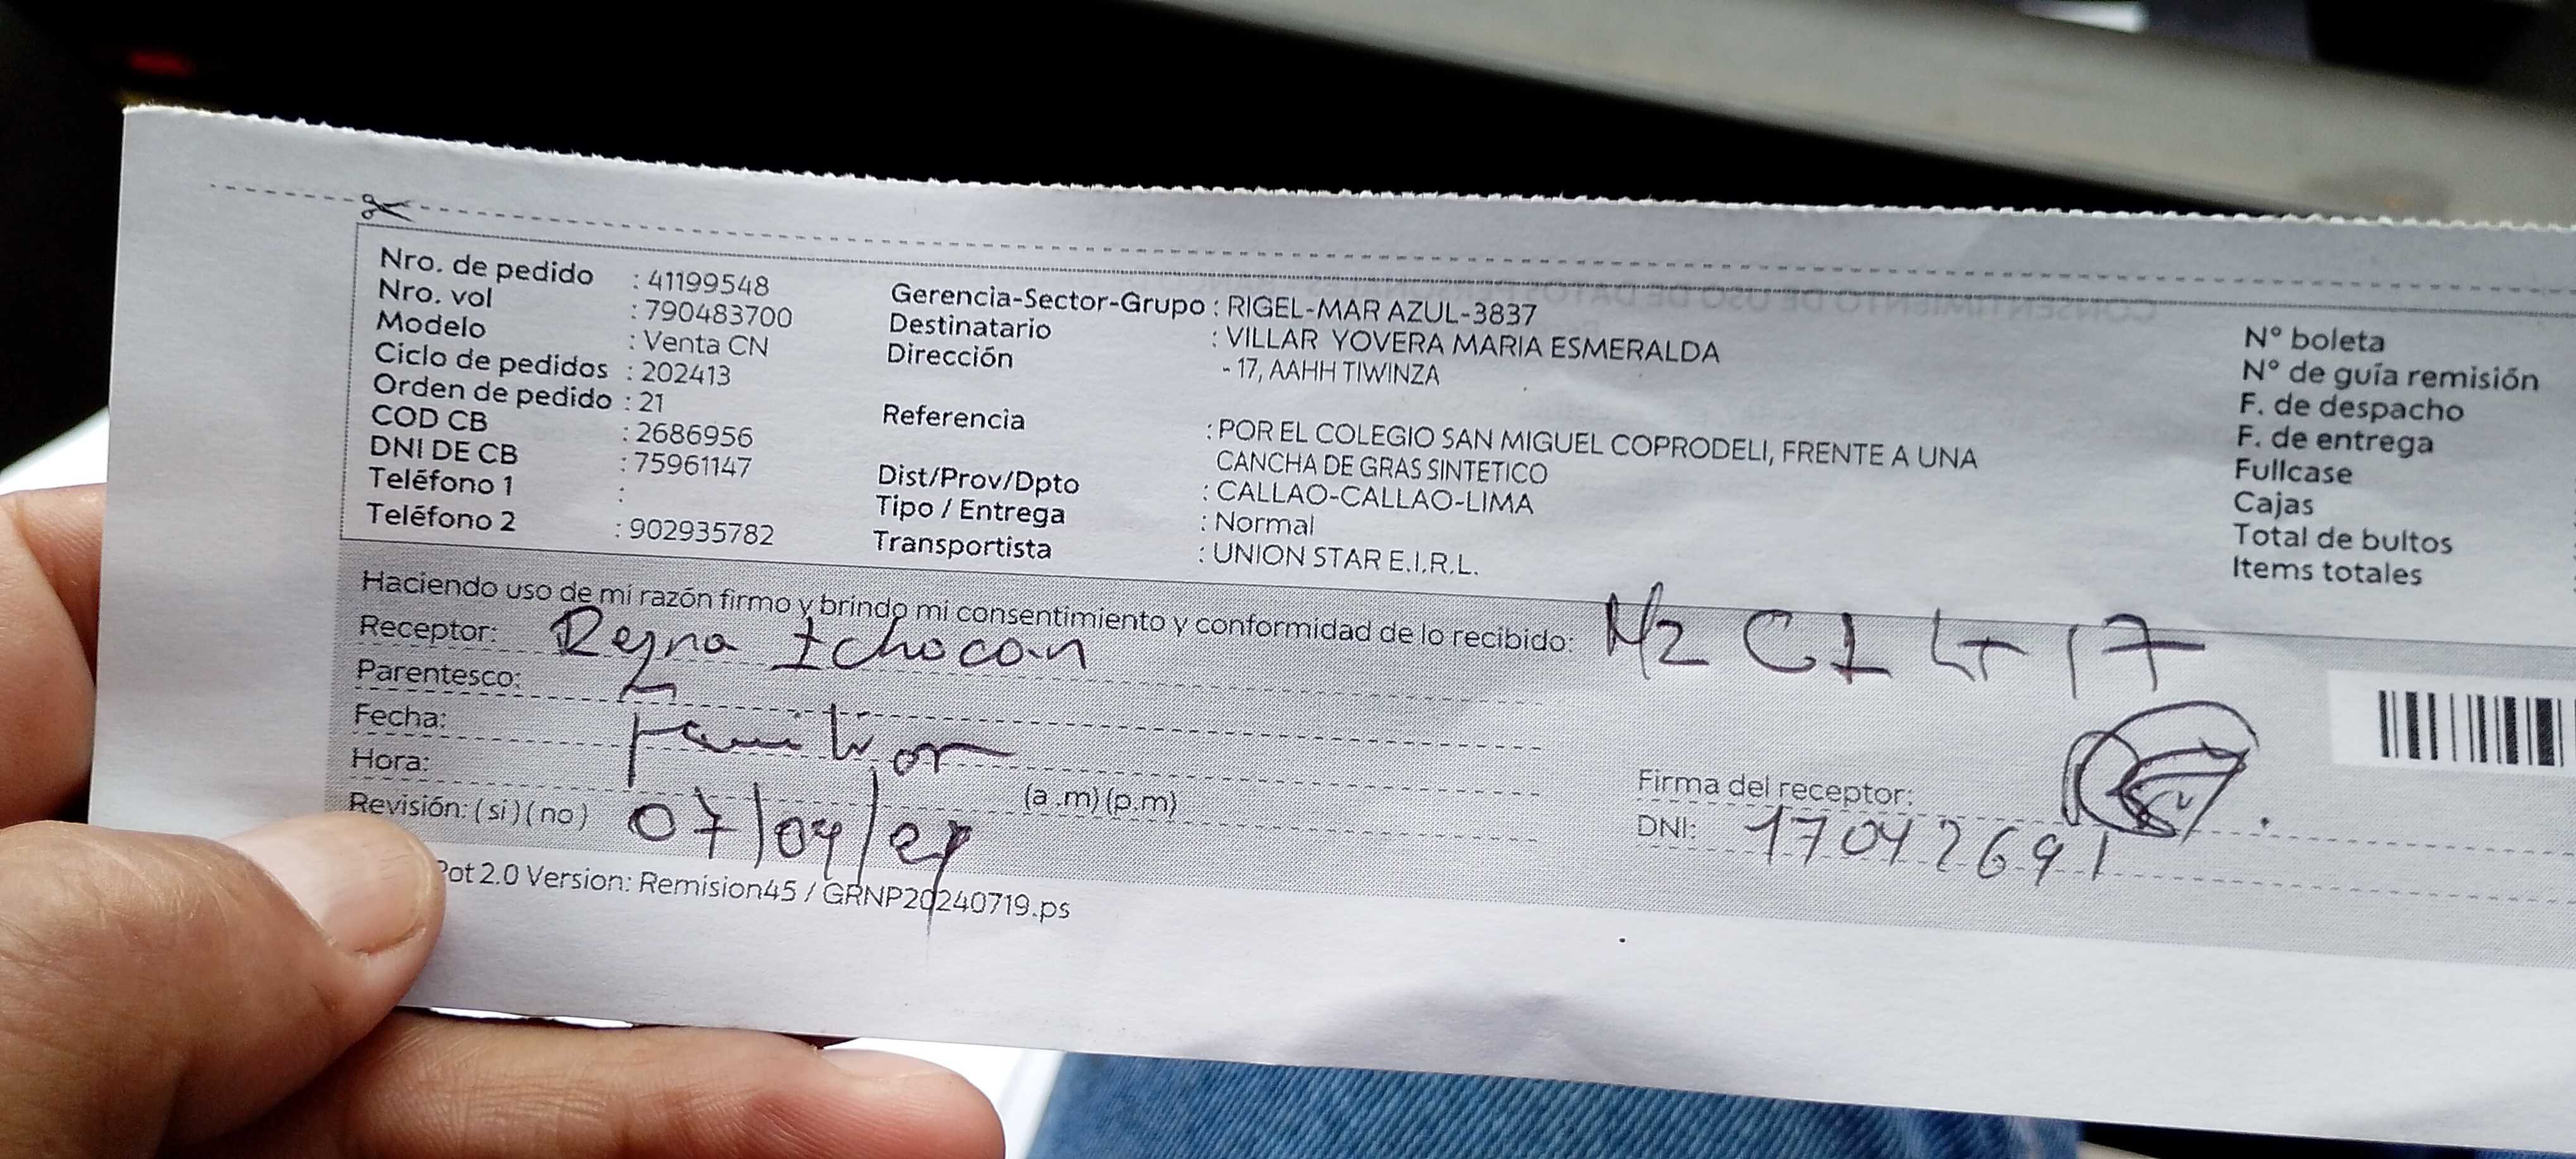 Nro. de pedido : 41199548
Nro. vol : 790483700
Modelo : Venta CN
Ciclo de pedidos : 202413
Orden de pedido : 21
COD CB : 2686956
DNI DE CB : 75961147
Teléfono 1 :
Teléfono 2 : 902935782
Gerencia-Sector-Grupo : RIGEL-MAR AZUL-3837
Destinatario : VILLAR YOVERA MARIA ESMERALDA
Dirección - 17, AAHH TIWINZA
Referencia : POR EL COLEGIO SAN MIGUEL COPRODELI, FRENTE A UNA
CANCHA DE GRAS SINTETICO
Dist/Prov/Dpto : CALLAO-CALLAO-LIMA
Tipo / Entrega : Normal
Transportista : UNION STAR E.I.R.L.
N° boleta
N° de guía remisión
F. de despacho
F. de entrega
Fullcase
Cajas
Total de bultos
Items totales
Haciendo uso de mi razón firmo y brindo mi consentimiento y conformidad de lo recibido: Mz C1 Lt 17
Receptor: Reyna Ichocan
Parentesco:
Fecha: Familiar
Hora: (a .m) (p.m)
Revisión: (si) (no) 07/09/24
Firma del receptor:
DNI: 17042691
Pot 2.0 Version: Remision45 / GRNP20240719.ps